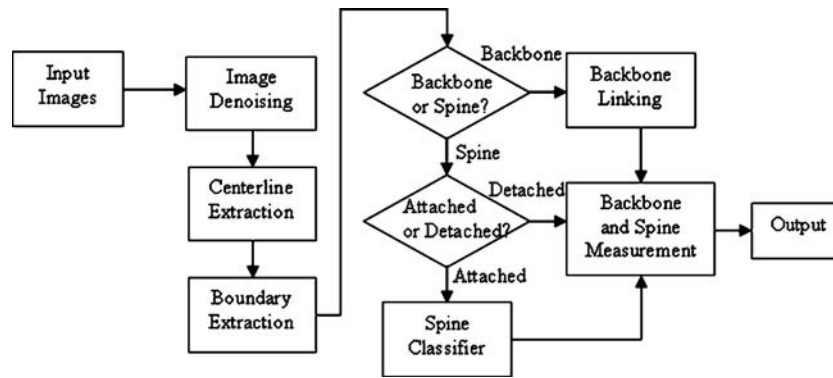 Input
Images
Image
Denoising
Centerline
Extraction
Boundary
Extraction
Backbone
or Spine?
Backbone
Backbone
Linking
Spine
Attached
or Detached?
Detached
Backbone
and Spine
Measurement
Output
Attached
Spine
Classifier